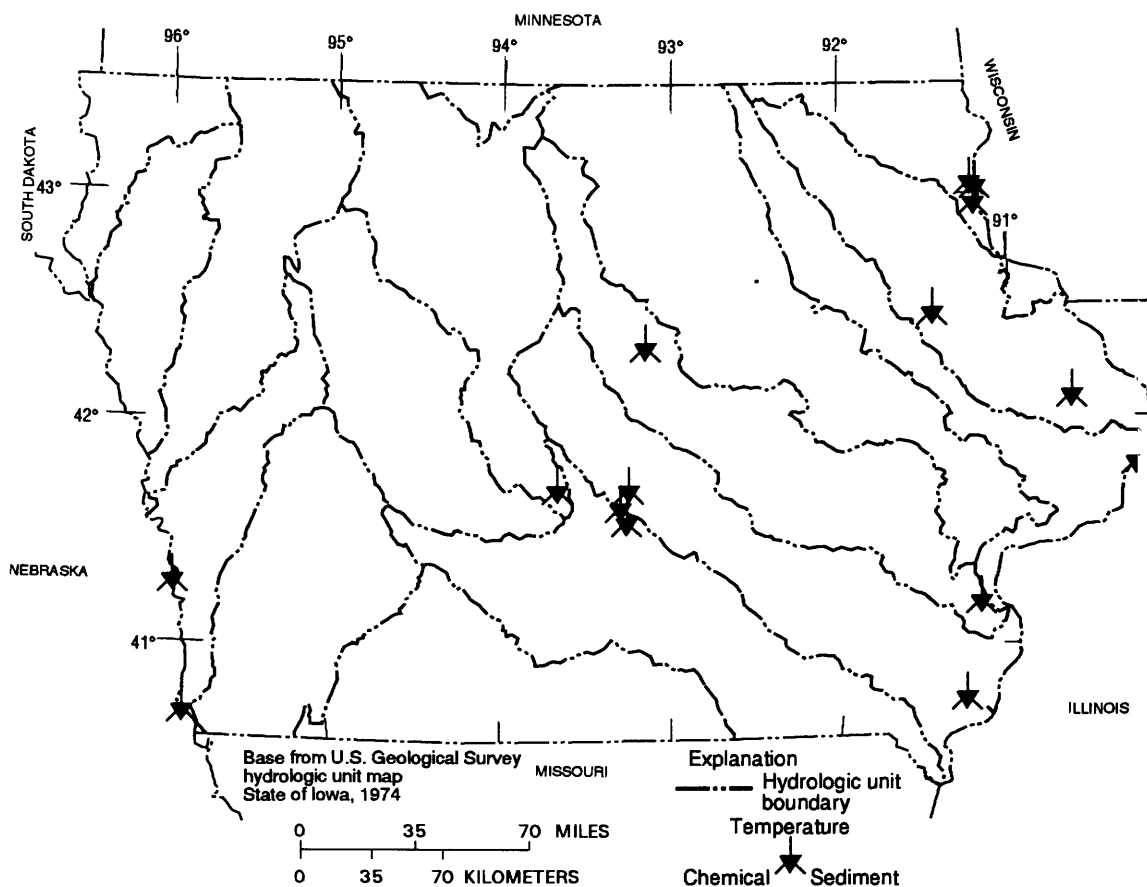 MINNESOTA
96°
95°
94°
93°
92°
WISCONSIN
SOUTH DAKOTA
43°
91°
42°
NEBRASKA
41°
ILLINOIS
Base from U.S. Geological Survey
hydrologic unit map
State of Iowa, 1974
MISSOURI
Explanation
Hydrologic unit
boundary
Temperature
Chemical Sediment
0 35 70 MILES
0 35 70 KILOMETERS